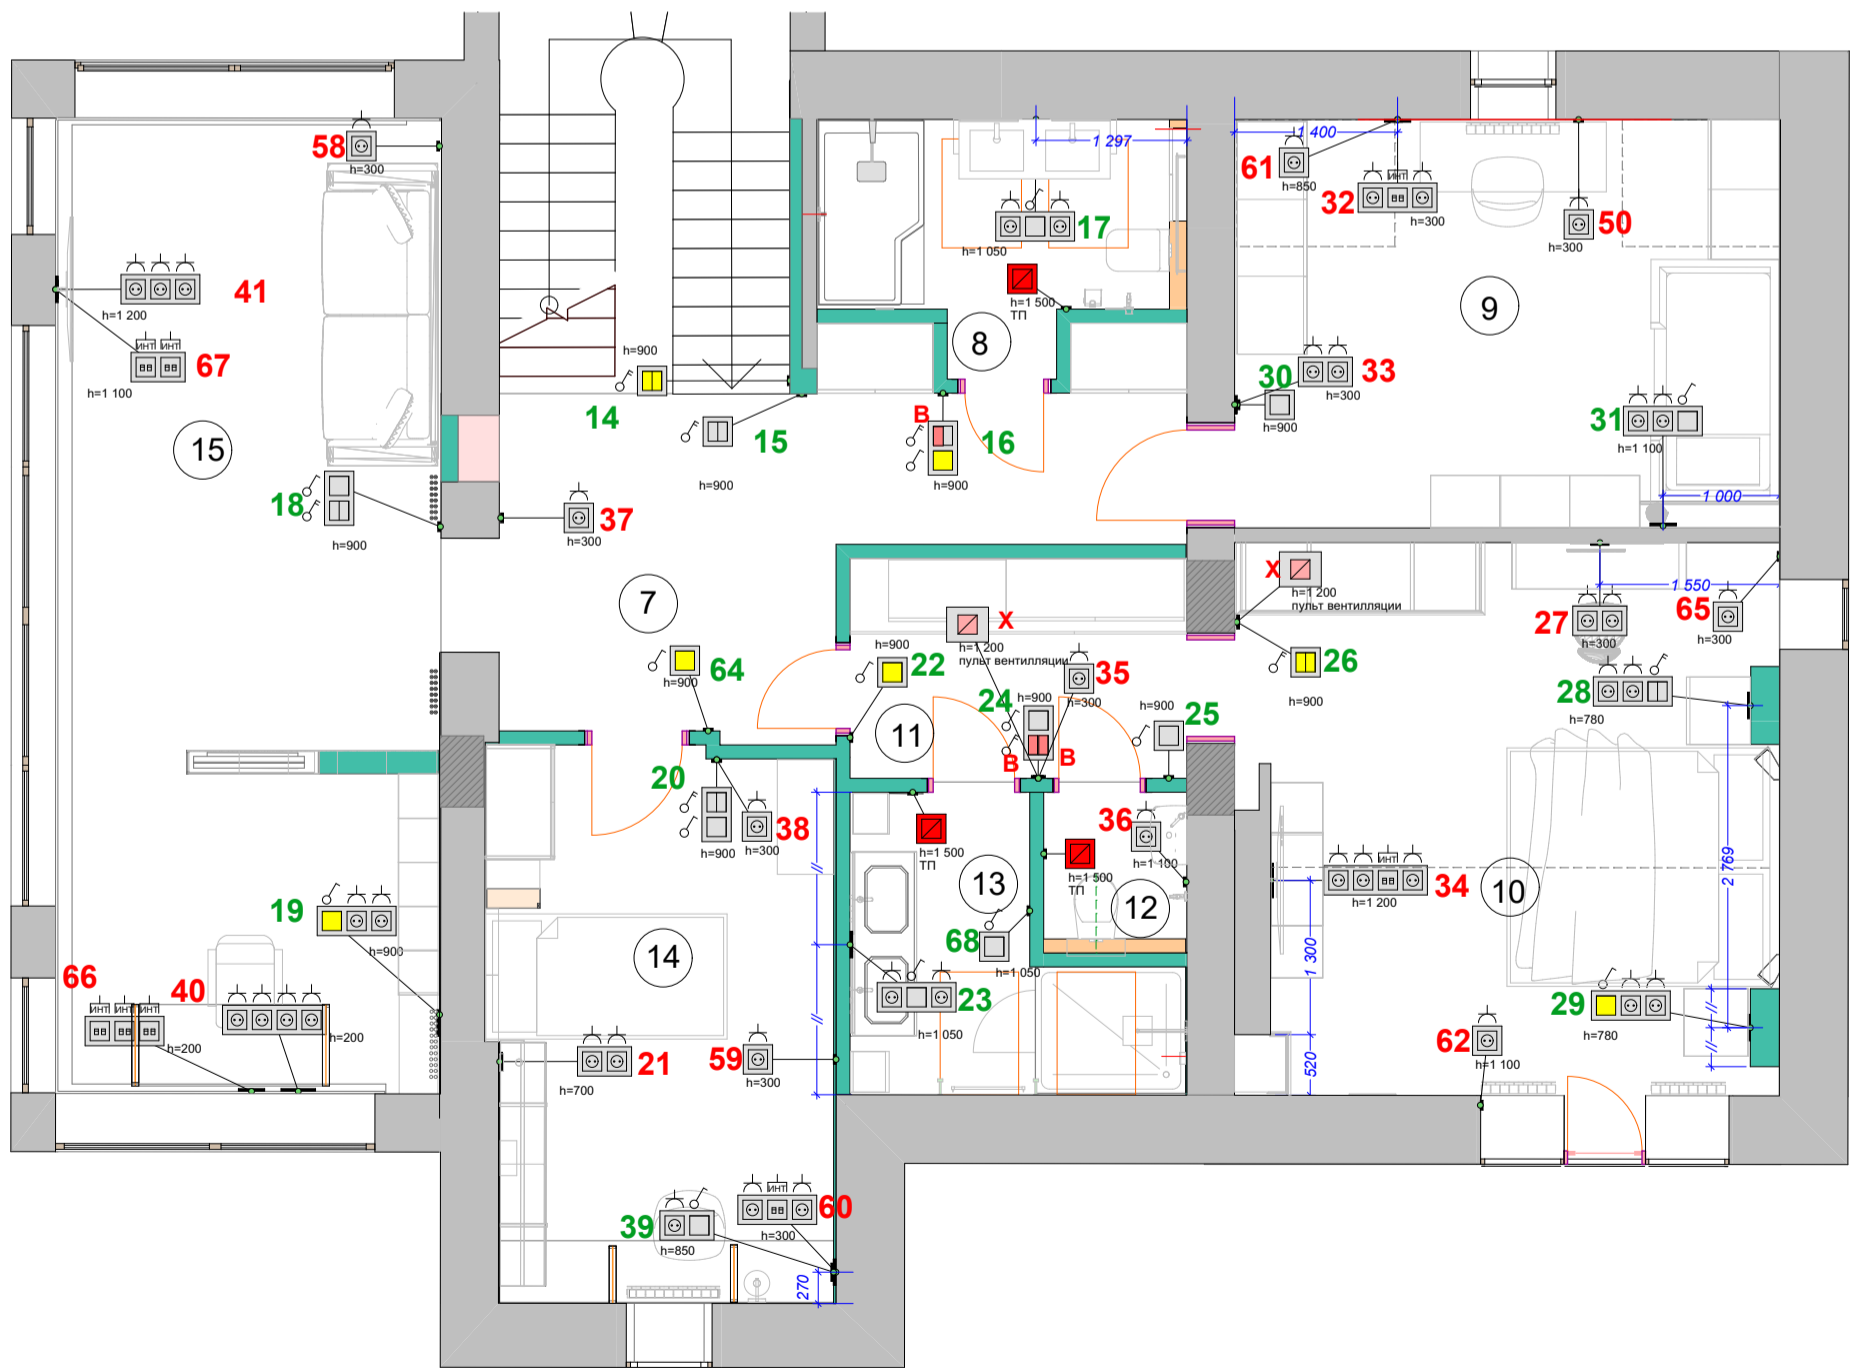 58
h=300
41
h=1 200
ИНТ ИНТ
67
h=1 100
15
18
h=900
h=900
14
15
h=900
37
h=300
1 297
17
h=1 050
h=1 500
ТП
8
B
16
h=900
1 400
61
h=850
ИНТ
32
h=300
50
h=300
9
30
33
h=300
h=900
31
h=1 100
1 000
7
64
h=900
h=900
22
X
h=1 200
пульт вентилляции
35
h=300
24
h=900
B
B
11
h=900
25
X
h=1 200
пульт вентилляции
26
h=900
1 550
27
h=300
65
h=300
28
h=780
20
h=900
38
h=300
h=1 500
ТП
13
36
h=1 100
h=1 500
ТП
12
68
h=1 050
23
h=1 050
ИНТ
34
h=1 200
10
2 769
1 300
520
29
h=780
62
h=1 100
19
h=900
66
ИНТ ИНТ ИНТ
h=200
40
h=200
14
21
h=700
59
h=300
39
h=850
ИНТ
60
h=300
270